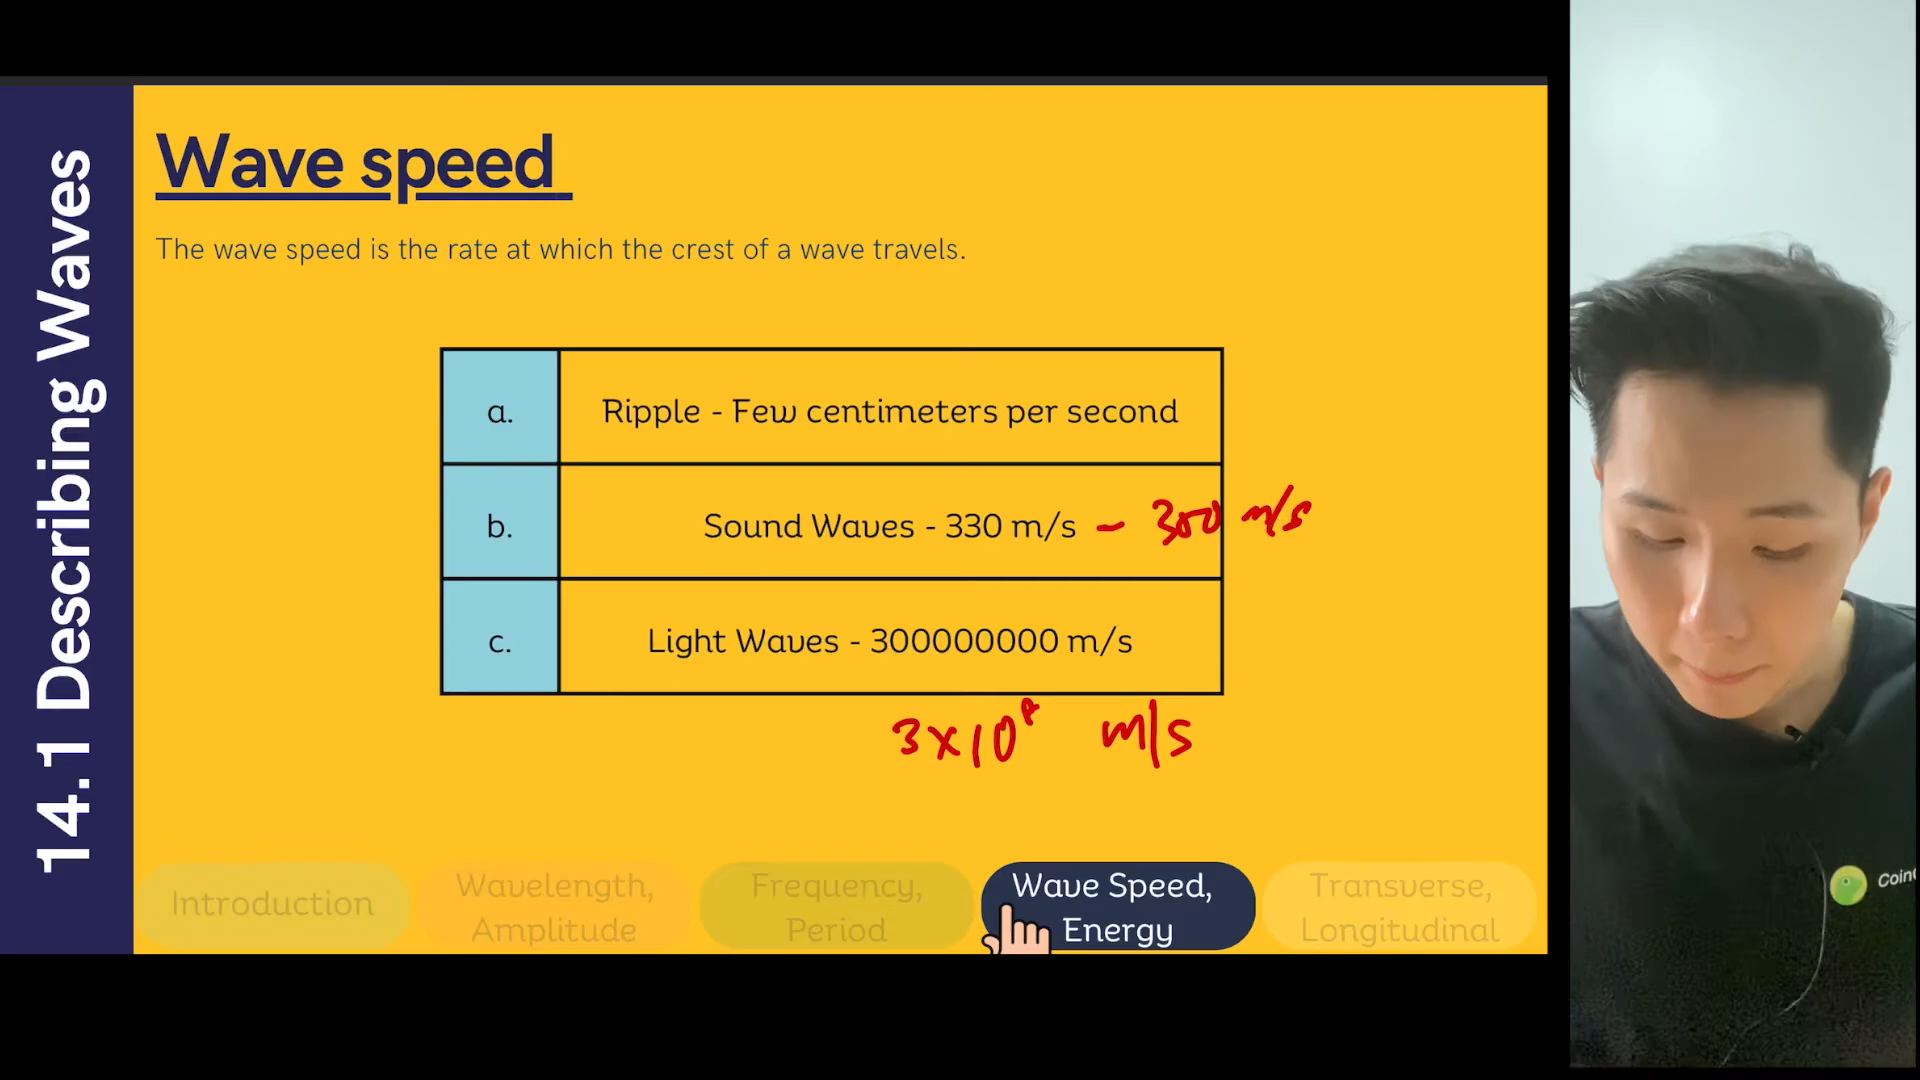 14.1 Describing Waves
Wave speed
The wave speed is the rate at which the crest of a wave travels.
a.
Ripple - Few centimeters per second
b.
Sound Waves - 330 m/s - 300 m/s
c.
Light Waves - 300000000 m/s
3x10⁸ m/s
Introduction
Wavelength,
Amplitude
Frequency,
Period
Wave Speed,
Energy
Transverse,
Longitudinal